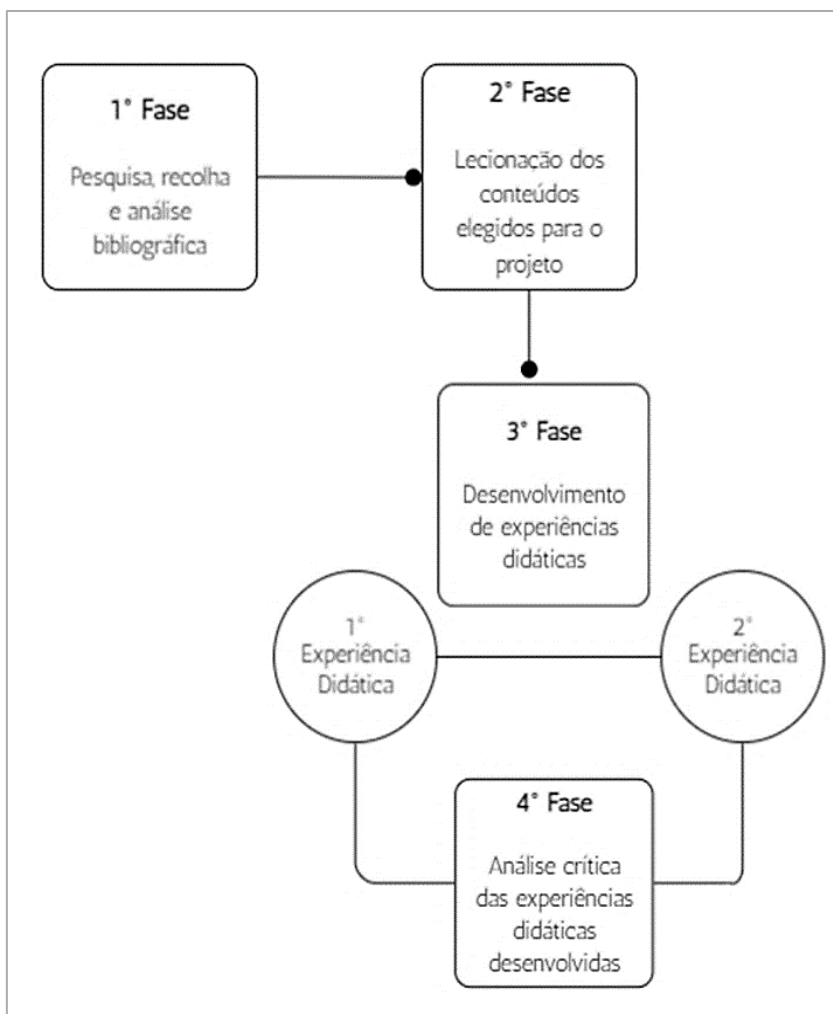 1° Fase
Pesquisa, recolha
e análise
bibliográfica
2° Fase
Lecionação dos
conteúdos
elegidos para o
projeto
3° Fase
Desenvolvimento
de experiências
didáticas
1°
Experiência
Didática
2°
Experiência
Didática
4° Fase
Análise crítica
das experiências
didáticas
desenvolvidas